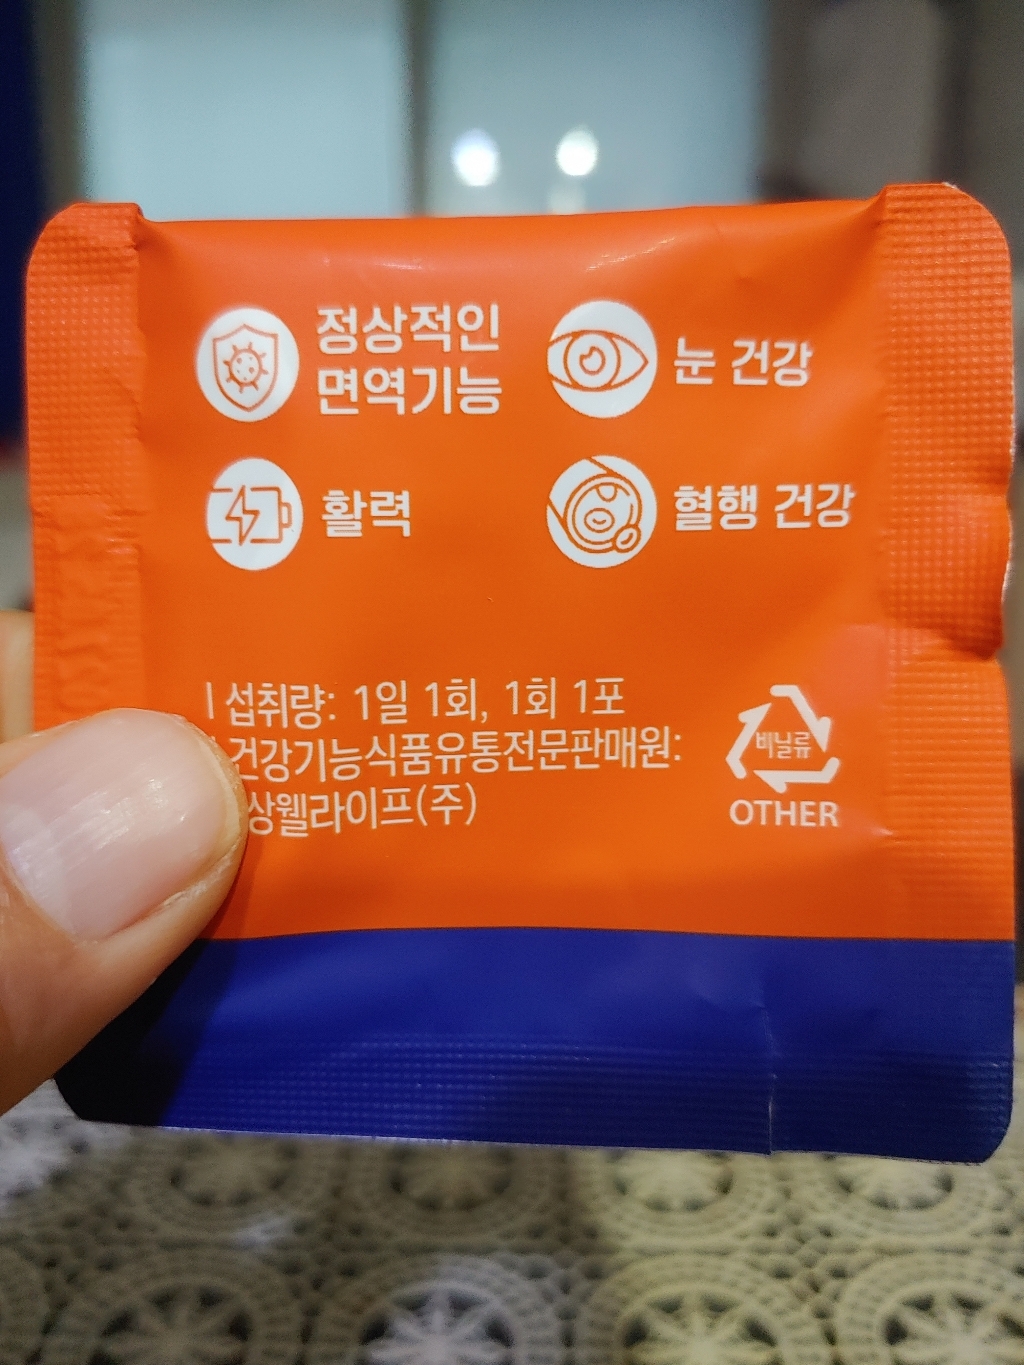 정상적인
면역기능
눈 건강
활력
혈행 건강
| 섭취량: 1일 1회, 1회 1포
건강기능식품유통전문판매원:
상웰라이프(주)
비닐류
OTHER